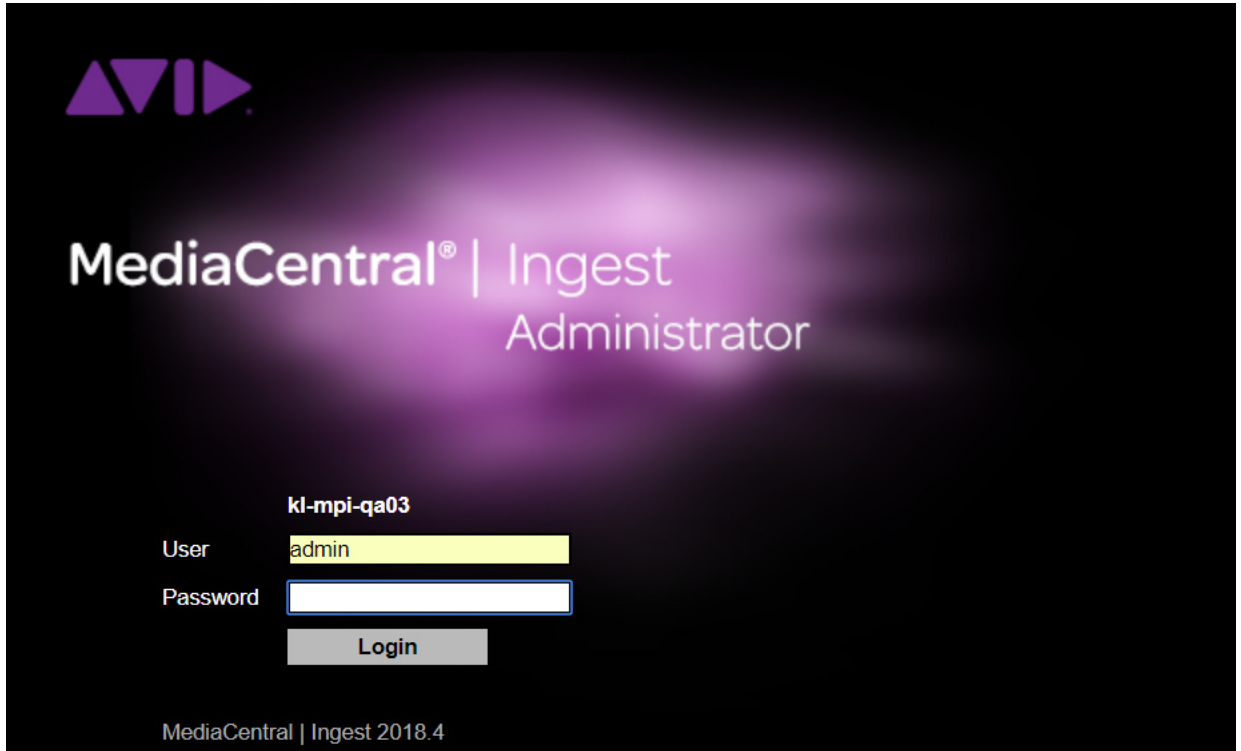 AVID
MediaCentral® | Ingest
Administrator
kl-mpi-qa03
User admin
Password
Login
MediaCentral | Ingest 2018.4